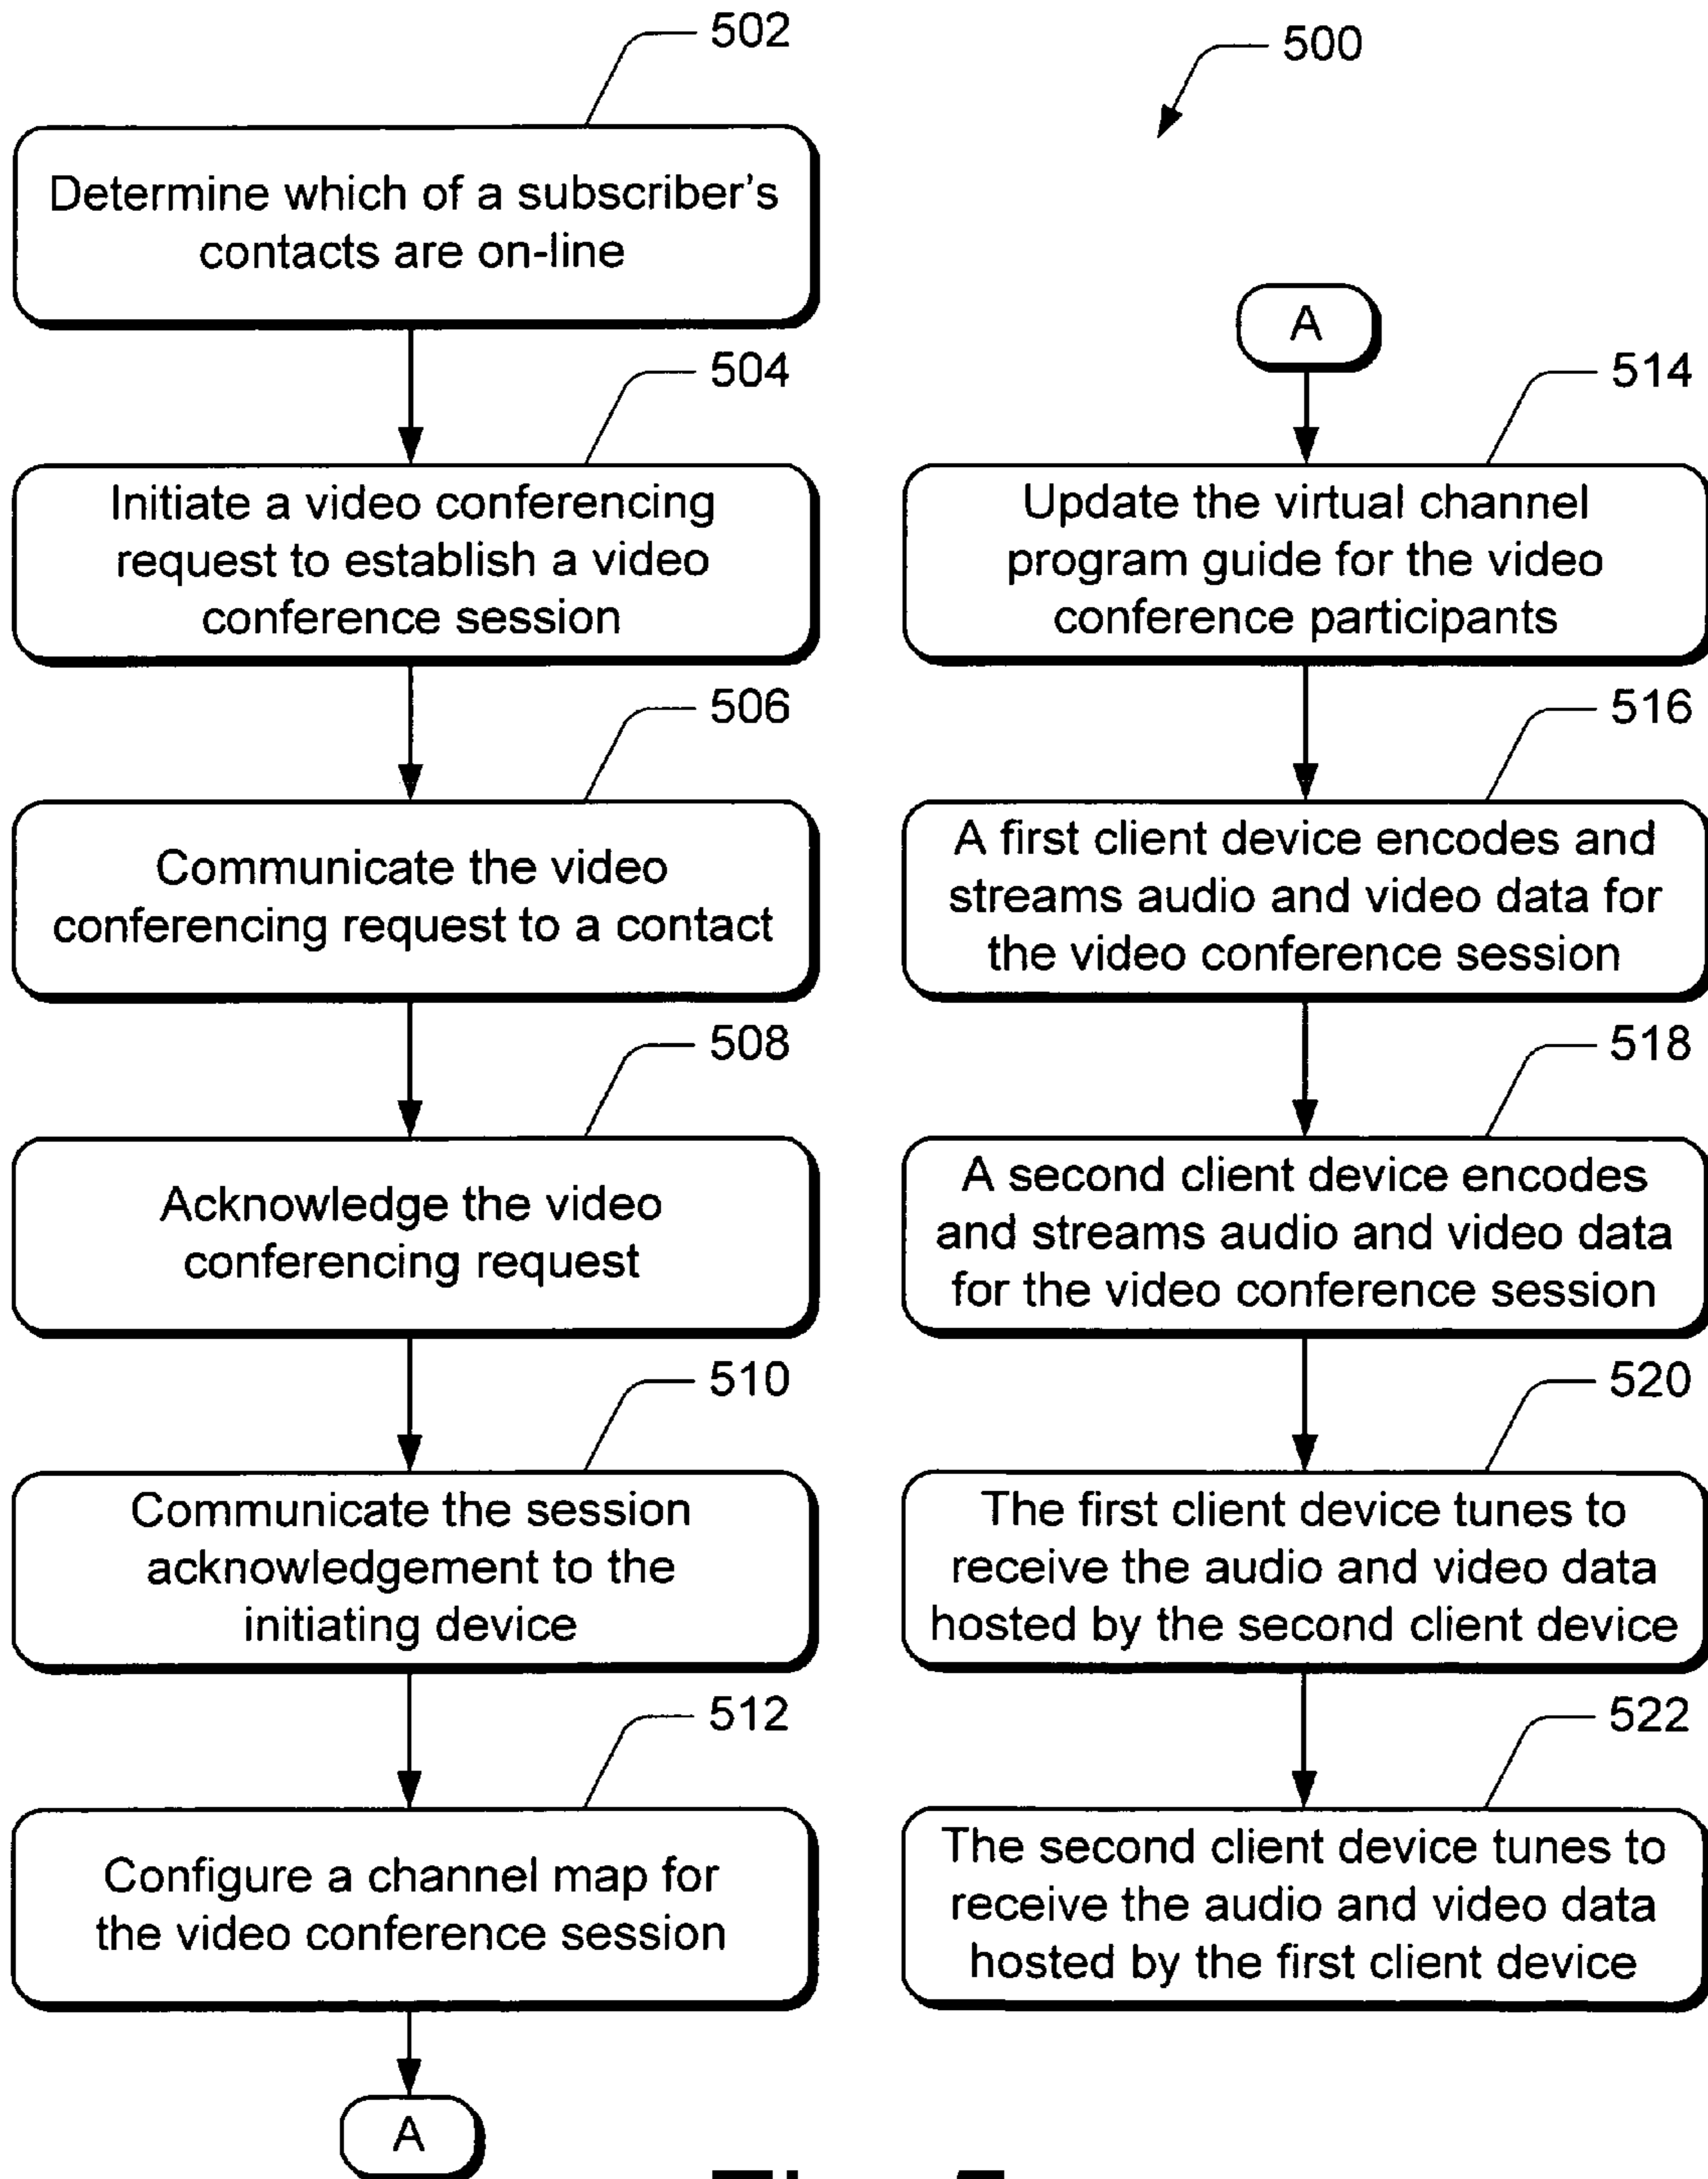 502
Determine which of a subscriber's
contacts are on-line
504
Initiate a video conferencing
request to establish a video
conference session
506
Communicate the video
conferencing request to a contact
508
Acknowledge the video
conferencing request
510
Communicate the session
acknowledgement to the
initiating device
512
Configure a channel map for
the video conference session
A
500
A
514
Update the virtual channel
program guide for the video
conference participants
516
A first client device encodes and
streams audio and video data for
the video conference session
518
A second client device encodes
and streams audio and video data
for the video conference session
520
The first client device tunes to
receive the audio and video data
hosted by the second client device
522
The second client device tunes to
receive the audio and video data
hosted by the first client device